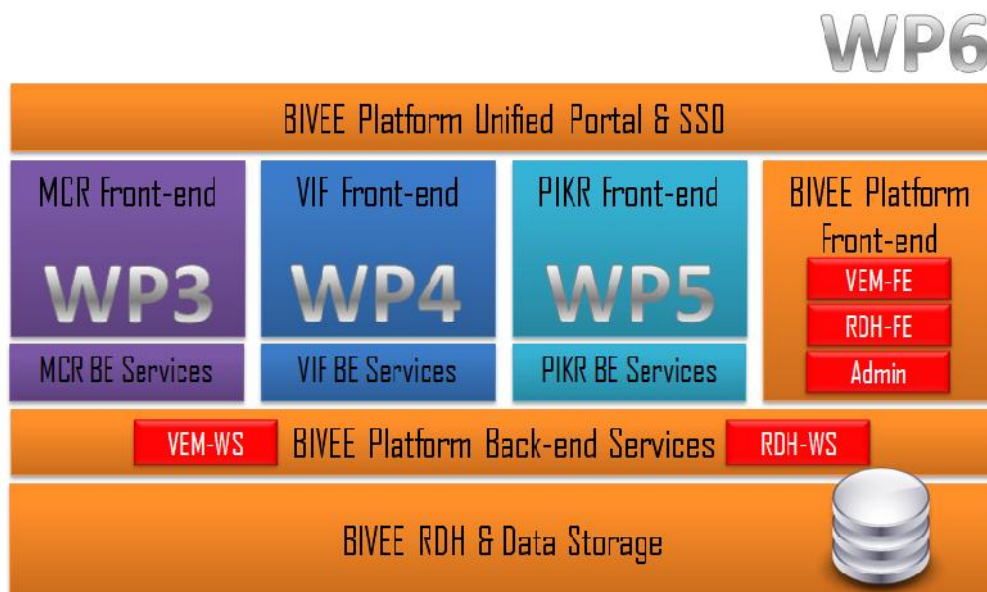 WP6
BIVEE Platform Unified Portal & SSO
MCR Front-end
WP3
MCR BE Services
VIF Front-end
WP4
VIF BE Services
PIKR Front-end
WP5
PIKR BE Services
BIVEE Platform
Front-end
VEM-FE
RDH-FE
Admin
VEM-WS
BIVEE Platform Back-end Services
RDH-WS
BIVEE RDH & Data Storage